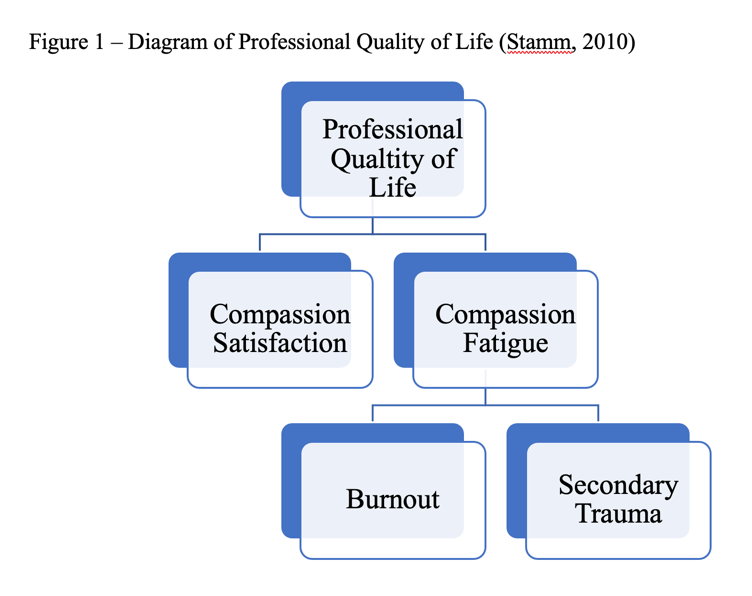 Figure 1 – Diagram of Professional Quality of Life (Stamm, 2010)
Professional
Qualtity of
Life
Compassion
Satisfaction
Compassion
Fatigue
Burnout
Secondary
Trauma